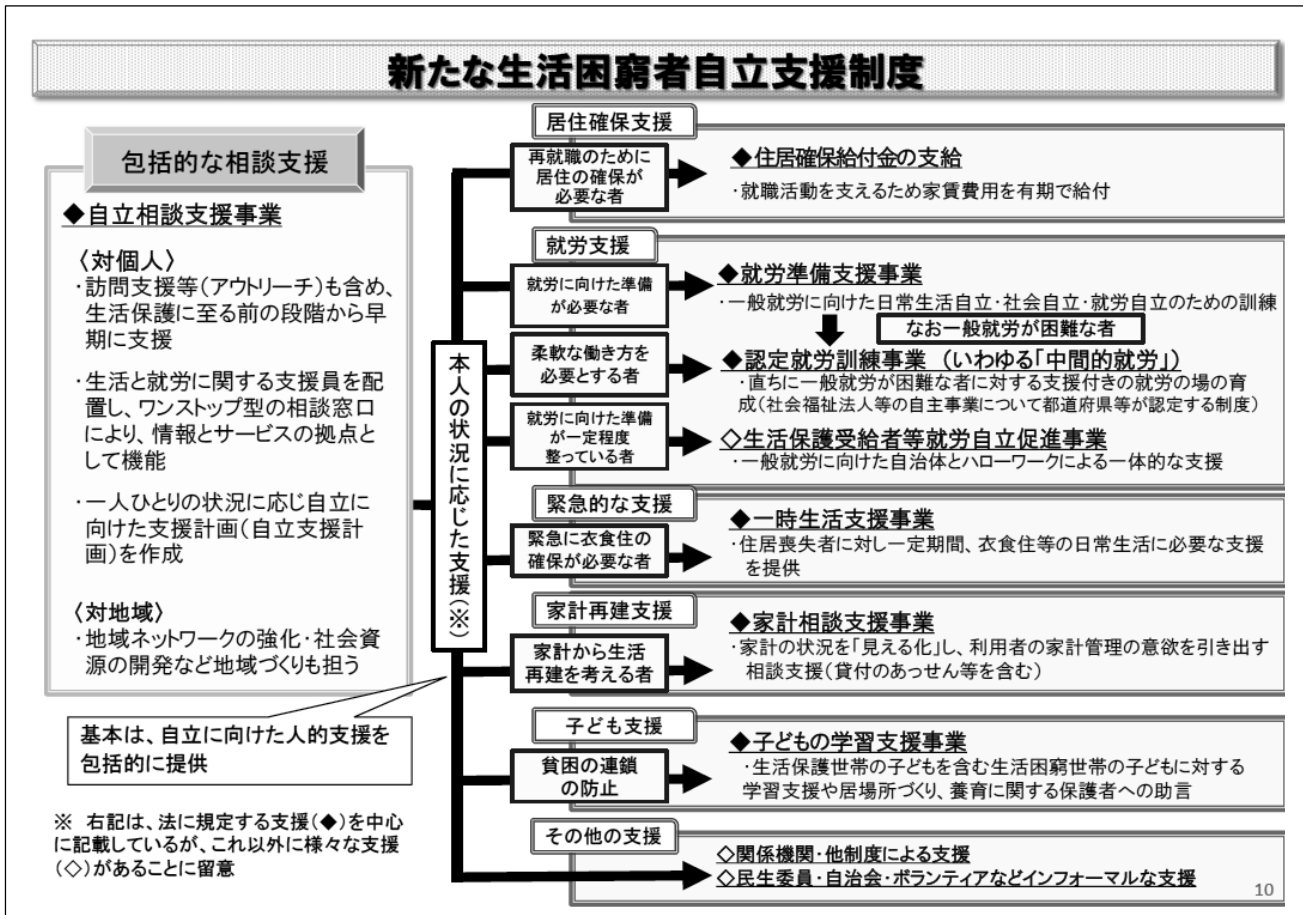 新たな生活困窮者自立支援制度
包括的な相談支援
◆自立相談支援事業
〈対個人〉
・訪問支援等（アウトリーチ）も含め、
生活保護に至る前の段階から早
期に支援
・生活と就労に関する支援員を配
置し、ワンストップ型の相談窓口
により、情報とサービスの拠点と
して機能
・一人ひとりの状況に応じ自立に
向けた支援計画（自立支援計
画）を作成
〈対地域〉
・地域ネットワークの強化・社会資
源の開発など地域づくりも担う
基本は、自立に向けた人的支援を
包括的に提供
※　右記は、法に規定する支援（◆）を中心
に記載しているが、これ以外に様々な支援
（◇）があることに留意
本人の状況に応じた支援（※）
居住確保支援
再就職のために
居住の確保が
必要な者
◆住居確保給付金の支給
・就職活動を支えるため家賃費用を有期で給付
就労支援
就労に向けた準備
が必要な者
◆就労準備支援事業
・一般就労に向けた日常生活自立・社会自立・就労自立のための訓練
なお一般就労が困難な者
柔軟な働き方を
必要とする者
◆認定就労訓練事業　（いわゆる「中間的就労」）
・直ちに一般就労が困難な者に対する支援付きの就労の場の育
成（社会福祉法人等の自主事業について都道府県等が認定する制度）
就労に向けた準備
が一定程度
整っている者
◇生活保護受給者等就労自立促進事業
・一般就労に向けた自治体とハローワークによる一体的な支援
緊急的な支援
緊急に衣食住の
確保が必要な者
◆一時生活支援事業
・住居喪失者に対し一定期間、衣食住等の日常生活に必要な支援
を提供
家計再建支援
家計から生活
再建を考える者
◆家計相談支援事業
・家計の状況を「見える化」し、利用者の家計管理の意欲を引き出す
相談支援（貸付のあっせん等を含む）
子ども支援
貧困の連鎖
の防止
◆子どもの学習支援事業
・生活保護世帯の子どもを含む生活困窮世帯の子どもに対する
学習支援や居場所づくり、養育に関する保護者への助言
その他の支援
◇関係機関・他制度による支援
◇民生委員・自治会・ボランティアなどインフォーマルな支援
10